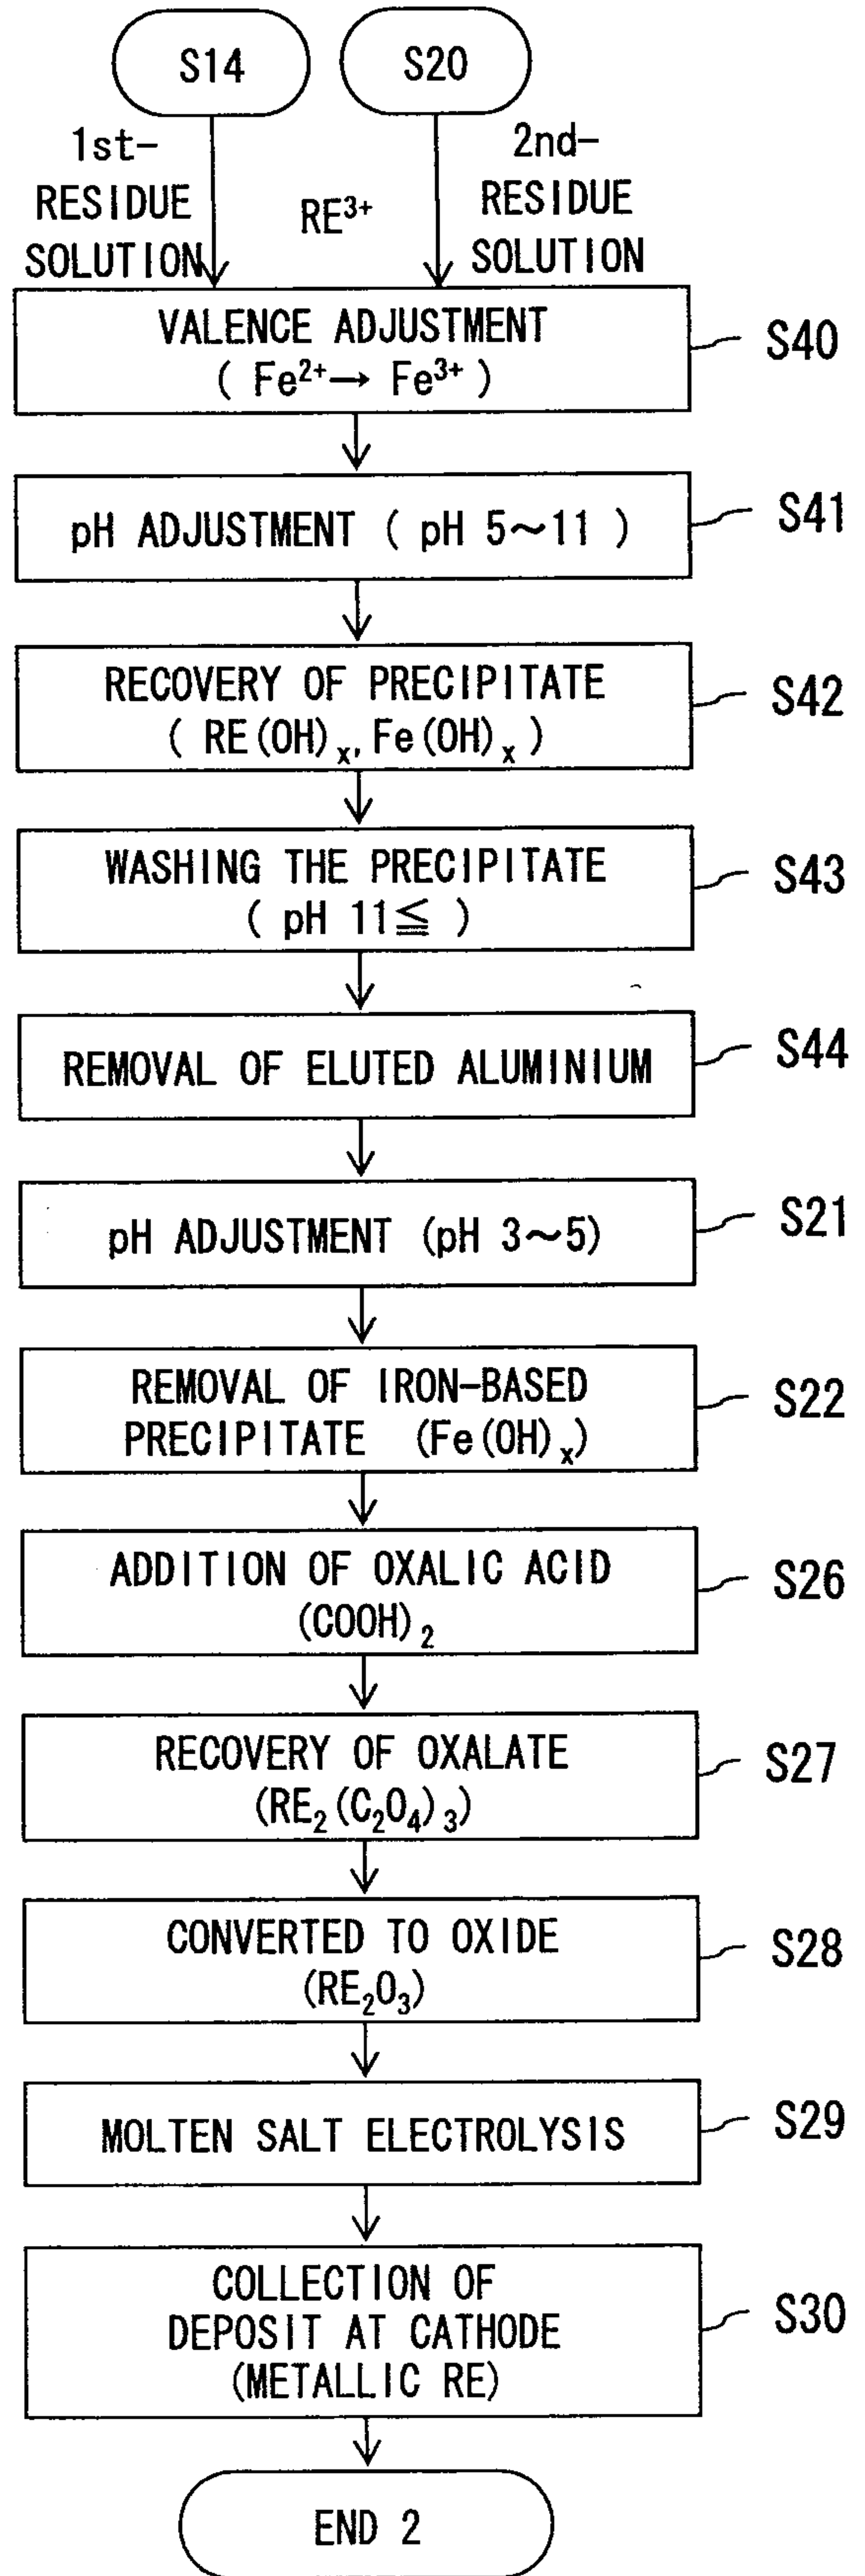 S14
S20
1st-
RESIDUE
SOLUTION
RE³⁺
2nd-
RESIDUE
SOLUTION
VALENCE ADJUSTMENT
( Fe²⁺→ Fe³⁺ )
S40
pH ADJUSTMENT ( pH 5～11 )
S41
RECOVERY OF PRECIPITATE
( RE(OH)ₓ, Fe(OH)ₓ )
S42
WASHING THE PRECIPITATE
( pH 11≦ )
S43
REMOVAL OF ELUTED ALUMINIUM
S44
pH ADJUSTMENT (pH 3～5)
S21
REMOVAL OF IRON-BASED
PRECIPITATE (Fe(OH)ₓ)
S22
ADDITION OF OXALIC ACID
(COOH)₂
S26
RECOVERY OF OXALATE
(RE₂(C₂O₄)₃)
S27
CONVERTED TO OXIDE
(RE₂O₃)
S28
MOLTEN SALT ELECTROLYSIS
S29
COLLECTION OF
DEPOSIT AT CATHODE
(METALLIC RE)
S30
END 2